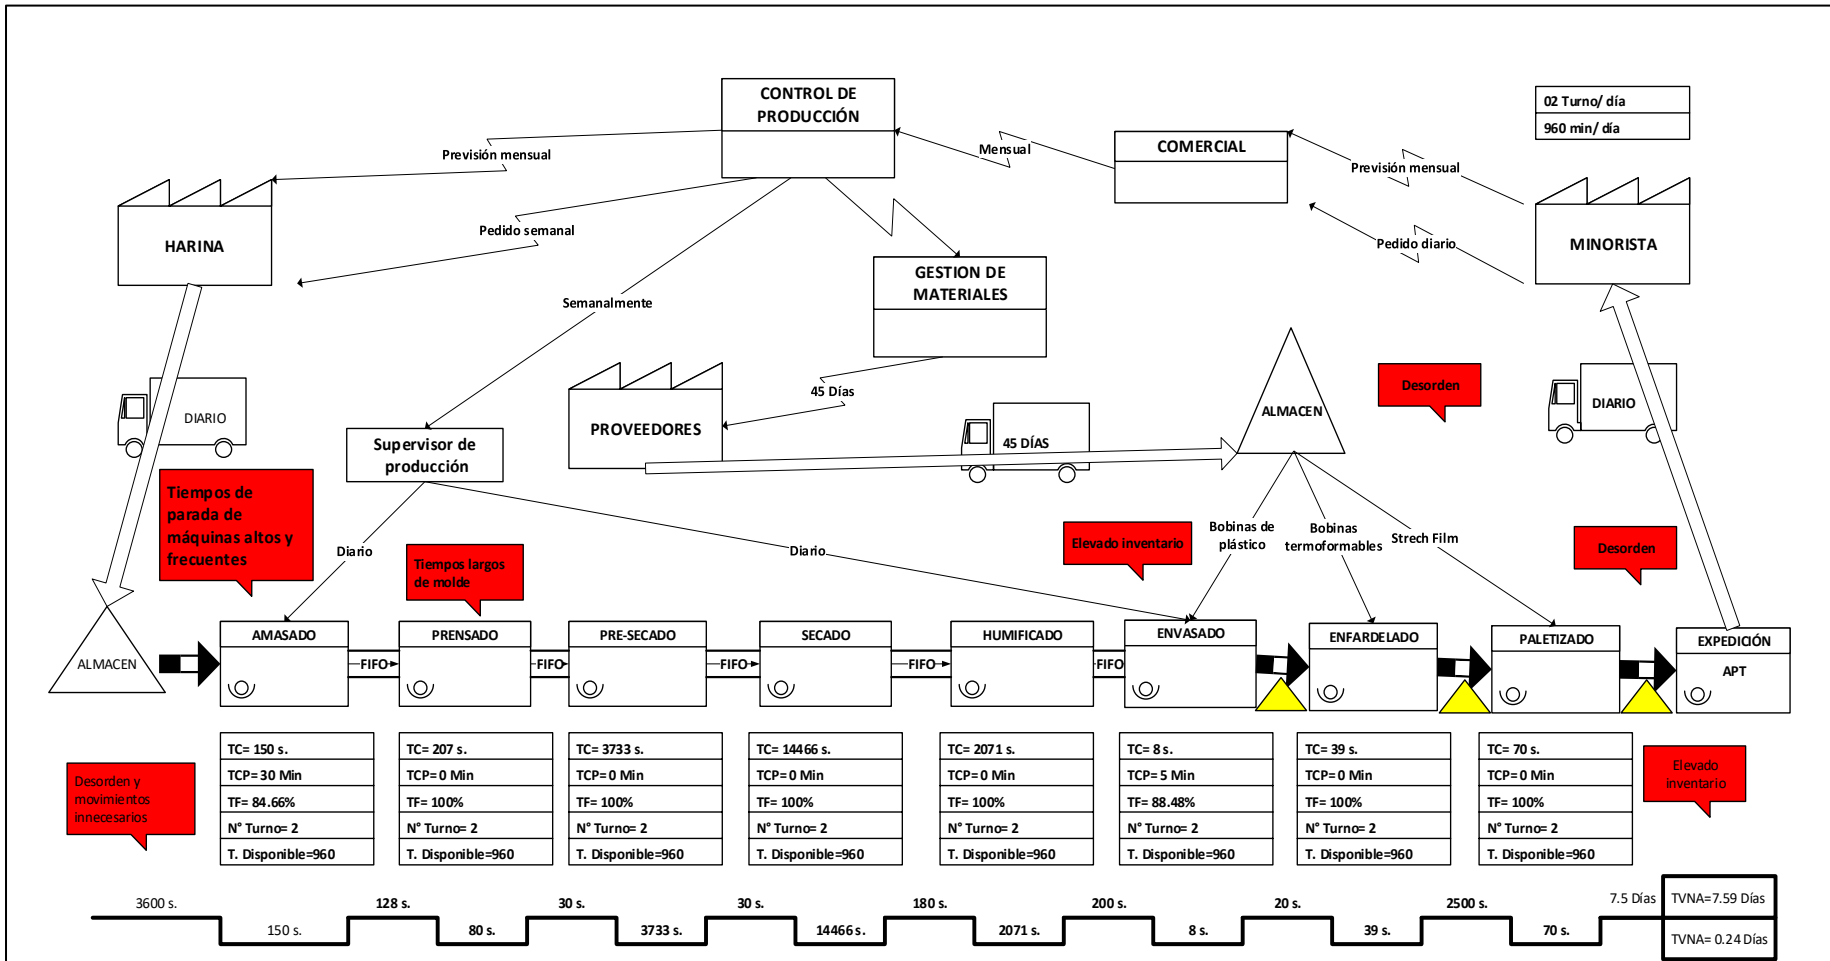 CONTROL DE
PRODUCCIÓN
02 Turno/ día
960 min/ día
COMERCIAL
Mensual
Previsión mensual
Previsión mensual
HARINA
Pedido semanal
Pedido diario
MINORISTA
GESTION DE
MATERIALES
Semanalmente
45 Días
PROVEEDORES
DIARIO
Supervisor de
producción
45 DÍAS
ALMACEN
Desorden
DIARIO
Tiempos de
parada de
máquinas altos y
frecuentes
Diario
Tiempos largos
de molde
Diario
Elevado inventario
Bobinas de
plástico
Bobinas
termoformables
Strech Film
Desorden
ALMACEN
AMASADO
FIFO
PRENSADO
FIFO
PRE-SECADO
FIFO
SECADO
FIFO
HUMIFICADO
FIFO
ENVASADO
ENFARDELADO
PALETIZADO
EXPEDICIÓN
APT
Desorden y
movimientos
innecesarios
TC= 150 s.
TCP= 30 Min
TF= 84.66%
N° Turno= 2
T. Disponible=960
TC= 207 s.
TCP= 0 Min
TF= 100%
N° Turno= 2
T. Disponible=960
TC= 3733 s.
TCP= 0 Min
TF= 100%
N° Turno= 2
T. Disponible=960
TC= 14466 s.
TCP= 0 Min
TF= 100%
N° Turno= 2
T. Disponible=960
TC= 2071 s.
TCP= 0 Min
TF= 100%
N° Turno= 2
T. Disponible=960
TC= 8 s.
TCP= 5 Min
TF= 88.48%
N° Turno= 2
T. Disponible=960
TC= 39 s.
TCP= 0 Min
TF= 100%
N° Turno= 2
T. Disponible=960
TC= 70 s.
TCP= 0 Min
TF= 100%
N° Turno= 2
T. Disponible=960
Elevado
inventario
3600 s.
128 s.
30 s.
30 s.
180 s.
200 s.
20 s.
2500 s.
7.5 Días
TVNA=7.59 Días
150 s.
80 s.
3733 s.
14466 s.
2071 s.
8 s.
39 s.
70 s.
TVNA= 0.24 Días